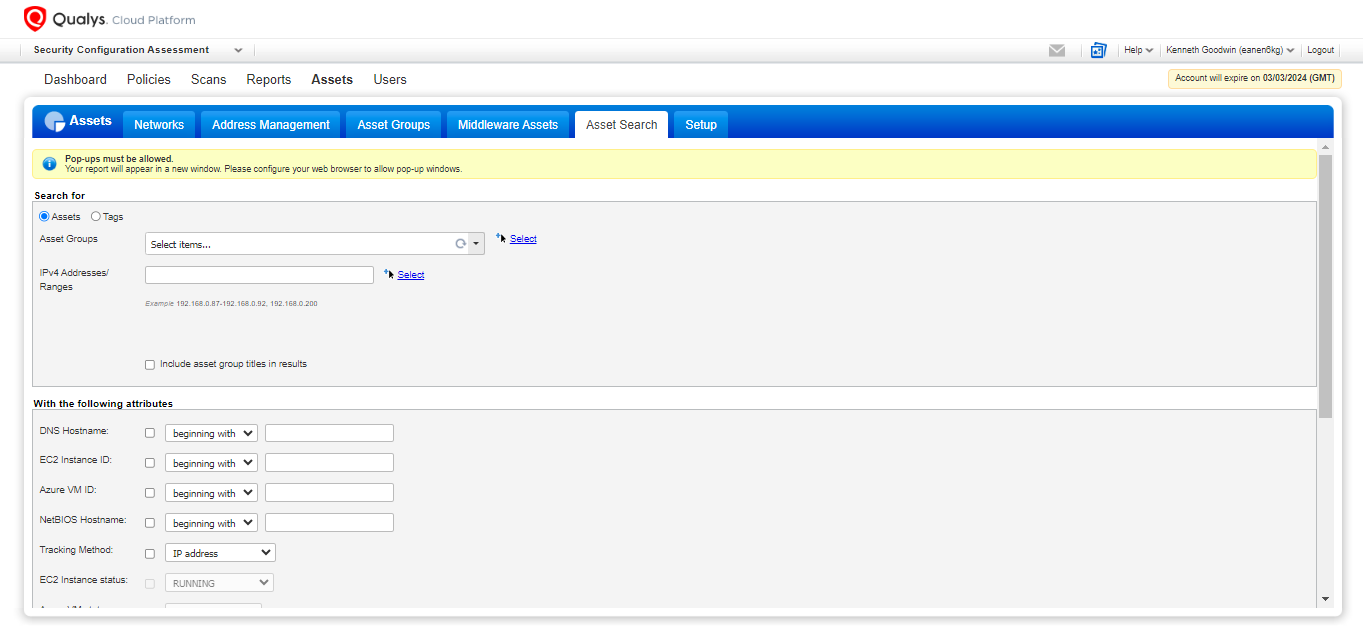 Qualys. Cloud Platform
Security Configuration Assessment
Help Kenneth Goodwin (eanen6kg) Logout
Dashboard Policies Scans Reports Assets Users
Account will expire on 03/03/2024 (GMT)
Assets Networks Address Management Asset Groups Middleware Assets Asset Search Setup
Pop-ups must be allowed.
Your report will appear in a new window. Please configure your web browser to allow pop-up windows.
Search for
Assets Tags
Asset Groups Select items... Select
IPv4 Addresses/
Ranges
Select
Example 192.168.0.87-192.168.0.92, 192.168.0.200
Include asset group titles in results
With the following attributes
DNS Hostname: beginning with
EC2 Instance ID: beginning with
Azure VM ID: beginning with
NetBIOS Hostname: beginning with
Tracking Method: IP address
EC2 Instance status: RUNNING